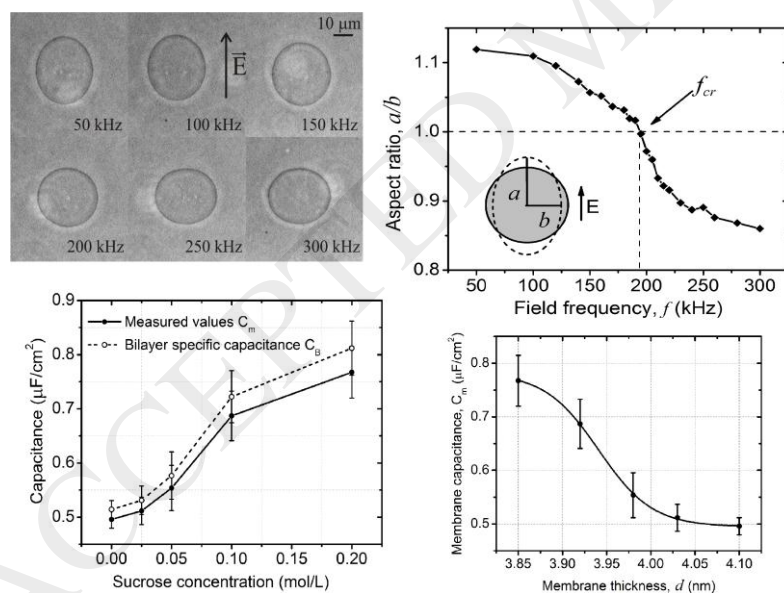 10 μm
E
50 kHz
100 kHz
150 kHz
200 kHz
250 kHz
300 kHz
Aspect ratio, a/b
1.1
1.0
0.9
0.8
f_cr
a
b
E
50
100
150
200
250
300
Field frequency, f (kHz)
Capacitance (μF/cm²)
0.9
0.8
0.7
0.6
0.5
Measured values C_m
Bilayer specific capacitance C_B
0.00
0.05
0.10
0.15
0.20
Sucrose concentration (mol/L)
Membrane capacitance, C_m (μF/cm²)
0.8
0.7
0.6
0.5
3.85
3.90
3.95
4.00
4.05
4.10
Membrane thickness, d (nm)
ACCEPTED M